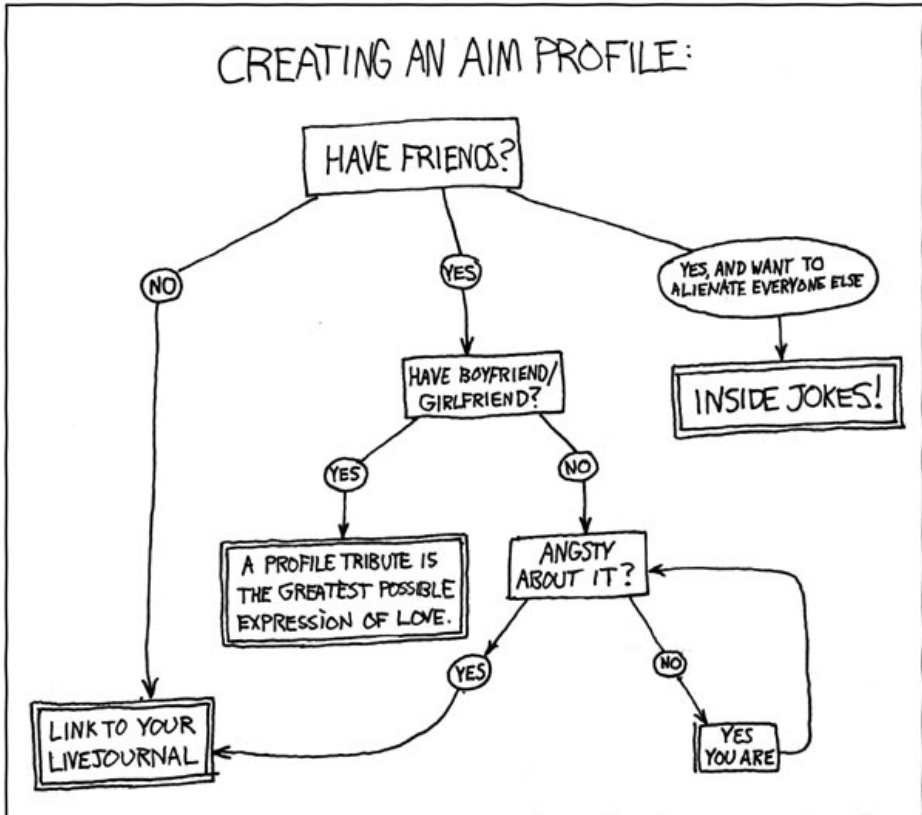 CREATING AN AIM PROFILE:
HAVE FRIENDS?
NO
YES
YES, AND WANT TO
ALIENATE EVERYONE ELSE
HAVE BOYFRIEND/
GIRLFRIEND?
INSIDE JOKES!
YES
NO
A PROFILE TRIBUTE IS
THE GREATEST POSSIBLE
EXPRESSION OF LOVE.
ANGSTY
ABOUT IT?
YES
NO
LINK TO YOUR
LIVEJOURNAL
YES
YOU ARE